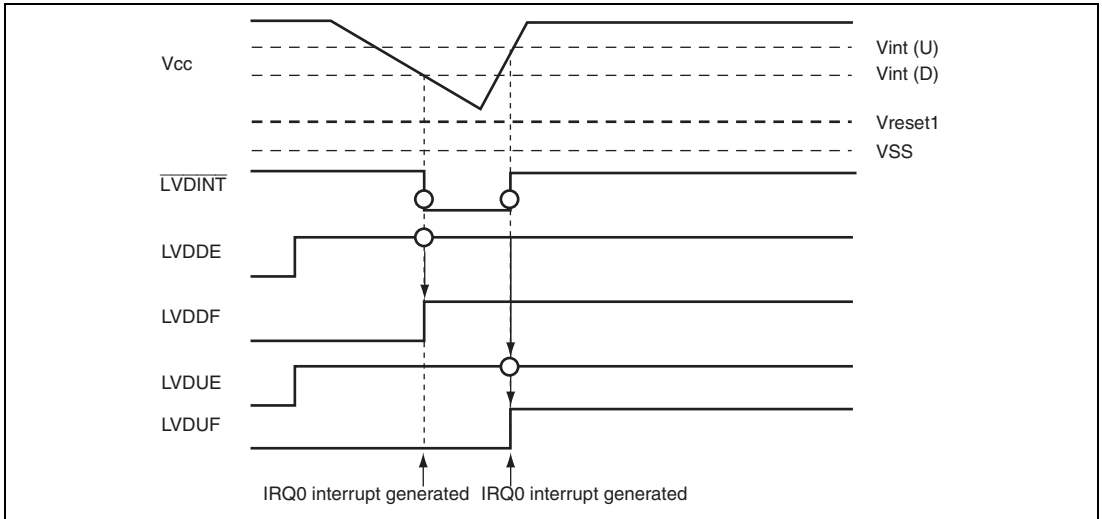 Vcc
Vint (U)
Vint (D)
Vreset1
VSS
LVDINT
LVDDE
LVDDF
LVDUE
LVDUF
IRQ0 interrupt generated IRQ0 interrupt generated